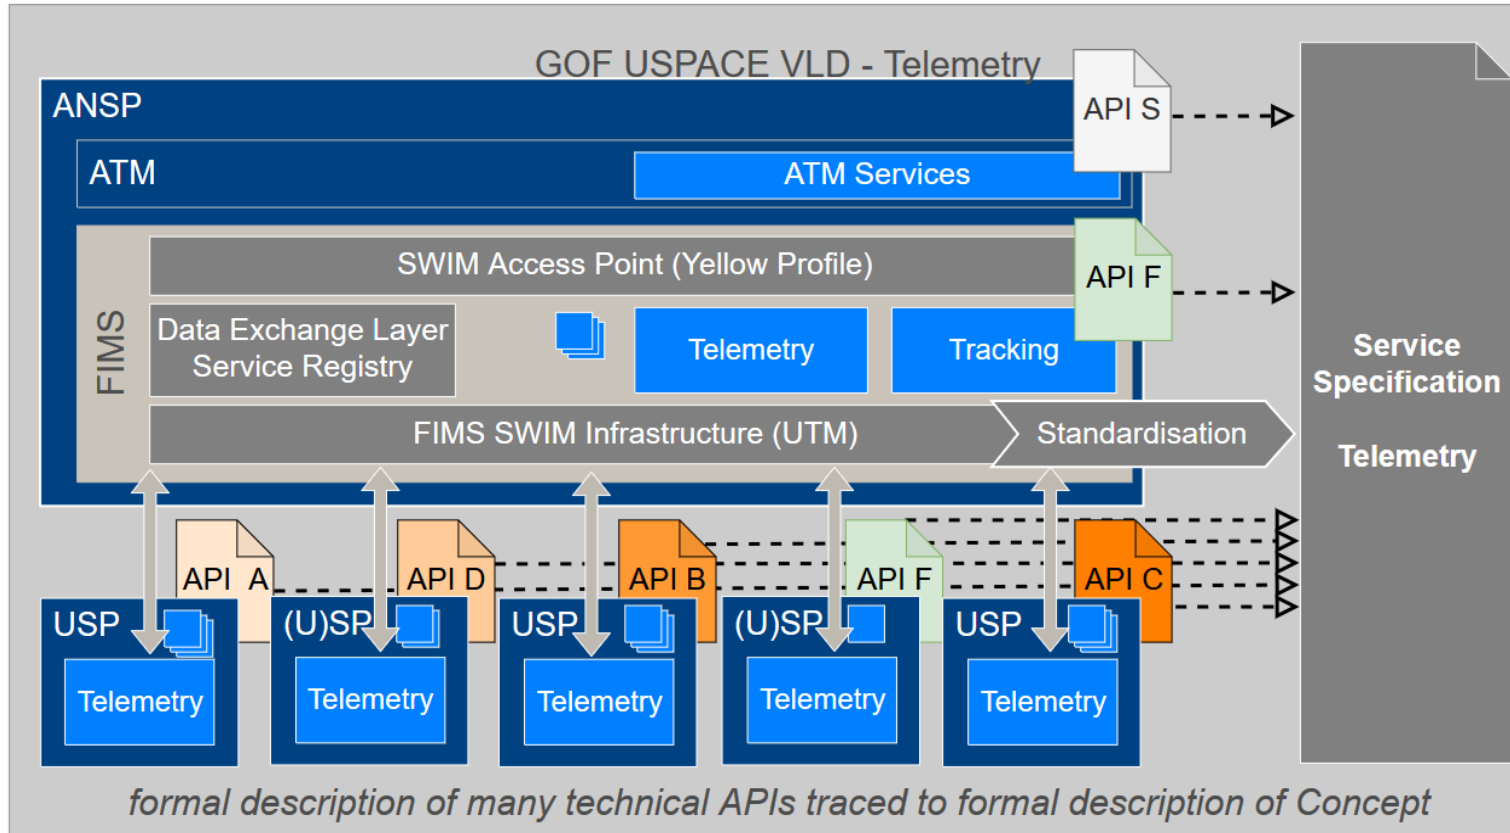 GOF USPACE VLD - Telemetry
ANSP
API S
ATM
ATM Services
SWIM Access Point (Yellow Profile)
API F
FIMS
Data Exchange Layer
Service Registry
Telemetry
Tracking
Service
Specification
Telemetry
FIMS SWIM Infrastructure (UTM)
Standardisation
API A
API D
API B
API F
API C
USP
(U)SP
USP
(U)SP
USP
Telemetry
Telemetry
Telemetry
Telemetry
Telemetry
formal description of many technical APIs traced to formal description of Concept